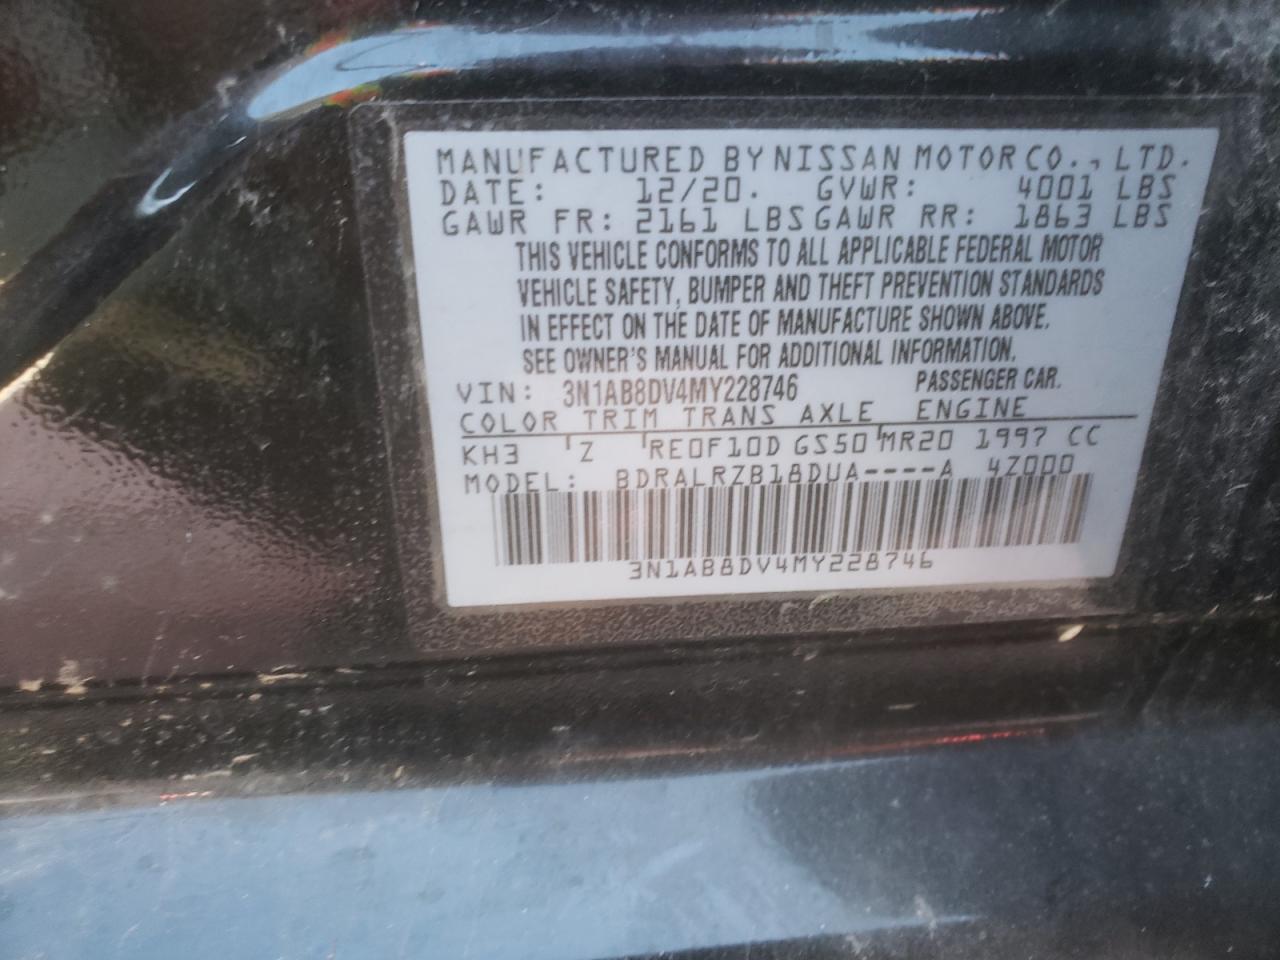 MANUFACTURED BY NISSAN MOTOR CO., LTD.
DATE: 12/20. GVWR: 4001 LBS
GAWR FR: 2161 LBS GAWR RR: 1863 LBS
THIS VEHICLE CONFORMS TO ALL APPLICABLE FEDERAL MOTOR
VEHICLE SAFETY, BUMPER AND THEFT PREVENTION STANDARDS
IN EFFECT ON THE DATE OF MANUFACTURE SHOWN ABOVE.
SEE OWNER'S MANUAL FOR ADDITIONAL INFORMATION.
VIN: 3N1AB8DV4MY228746 PASSENGER CAR.
COLOR TRIM TRANS AXLE ENGINE
KH3 Z RE0F10D GS50 MR20 1997 CC
MODEL: BDRALRZB18DUA----A 4Z000
3N1AB8DV4MY228746